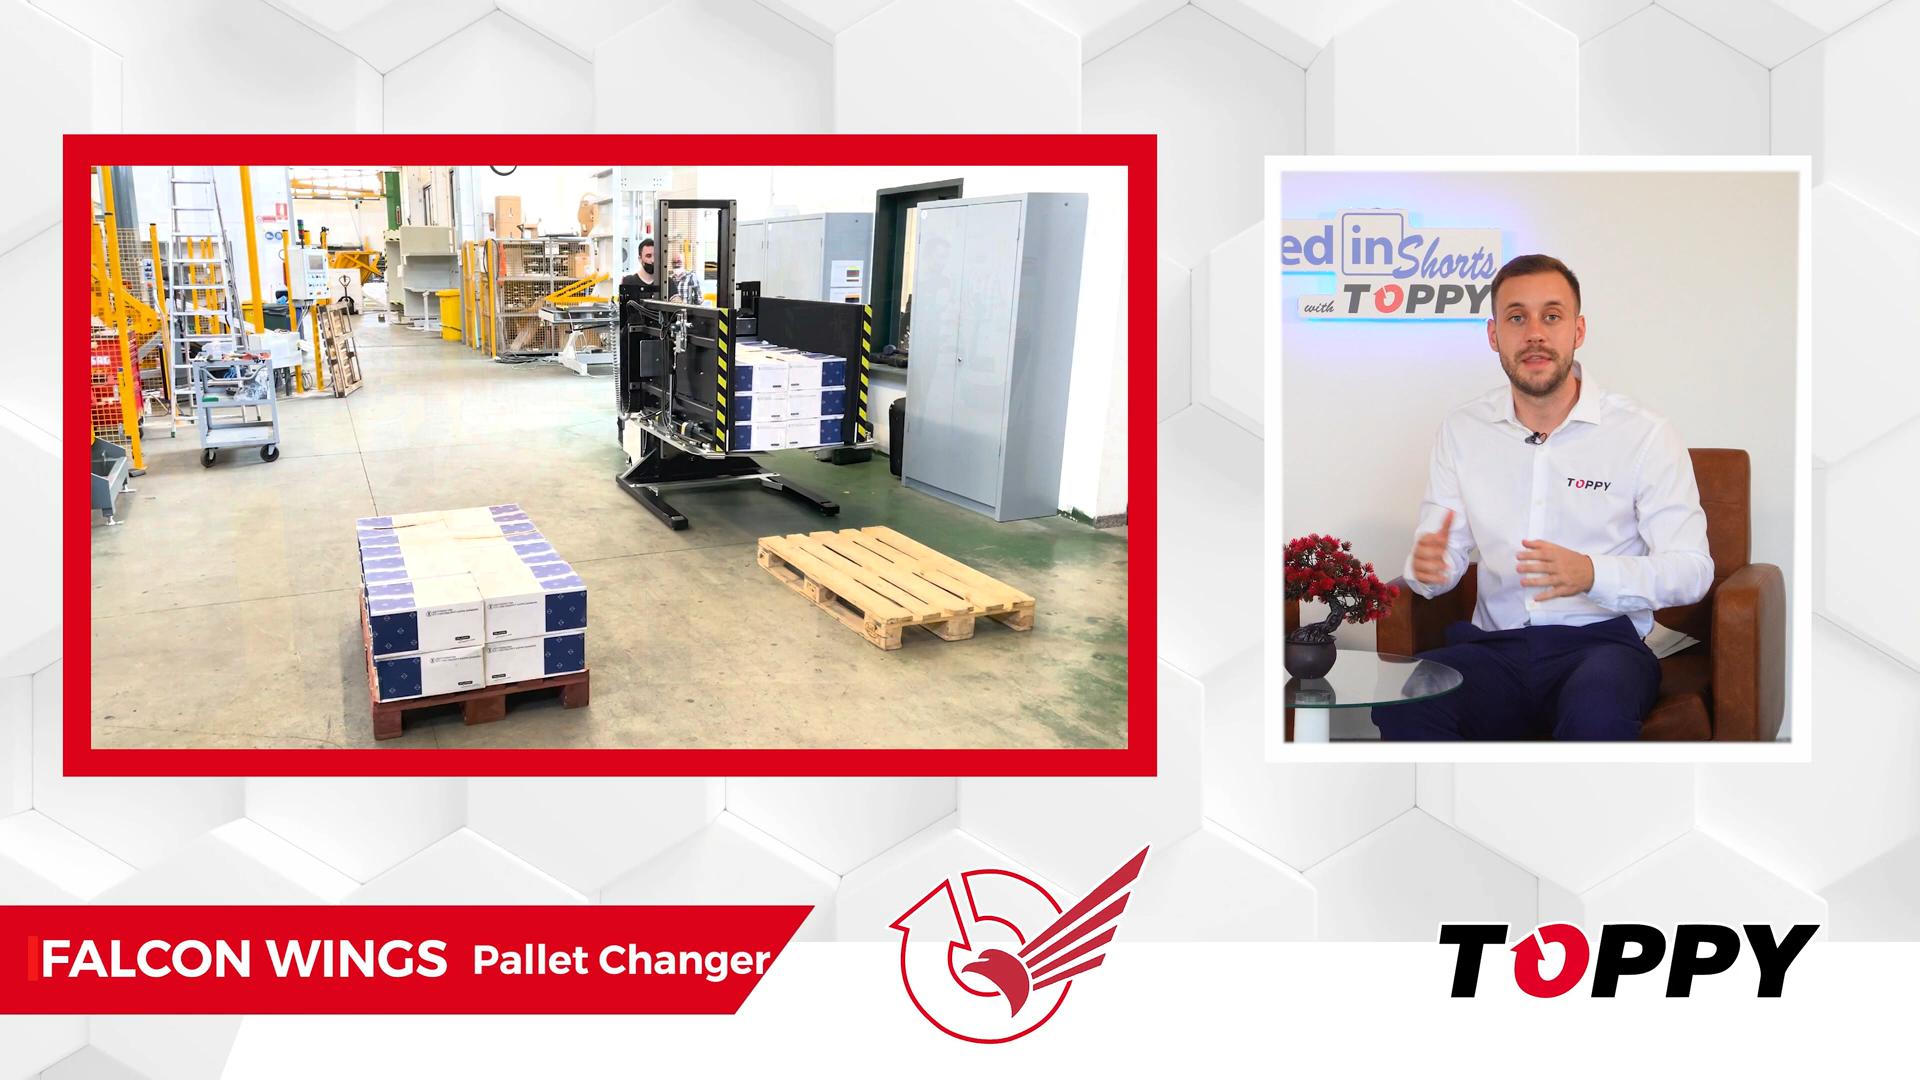 ed in Shorts
with TOPPY
TOPPY
FALCON WINGS Pallet Changer
TOPPY